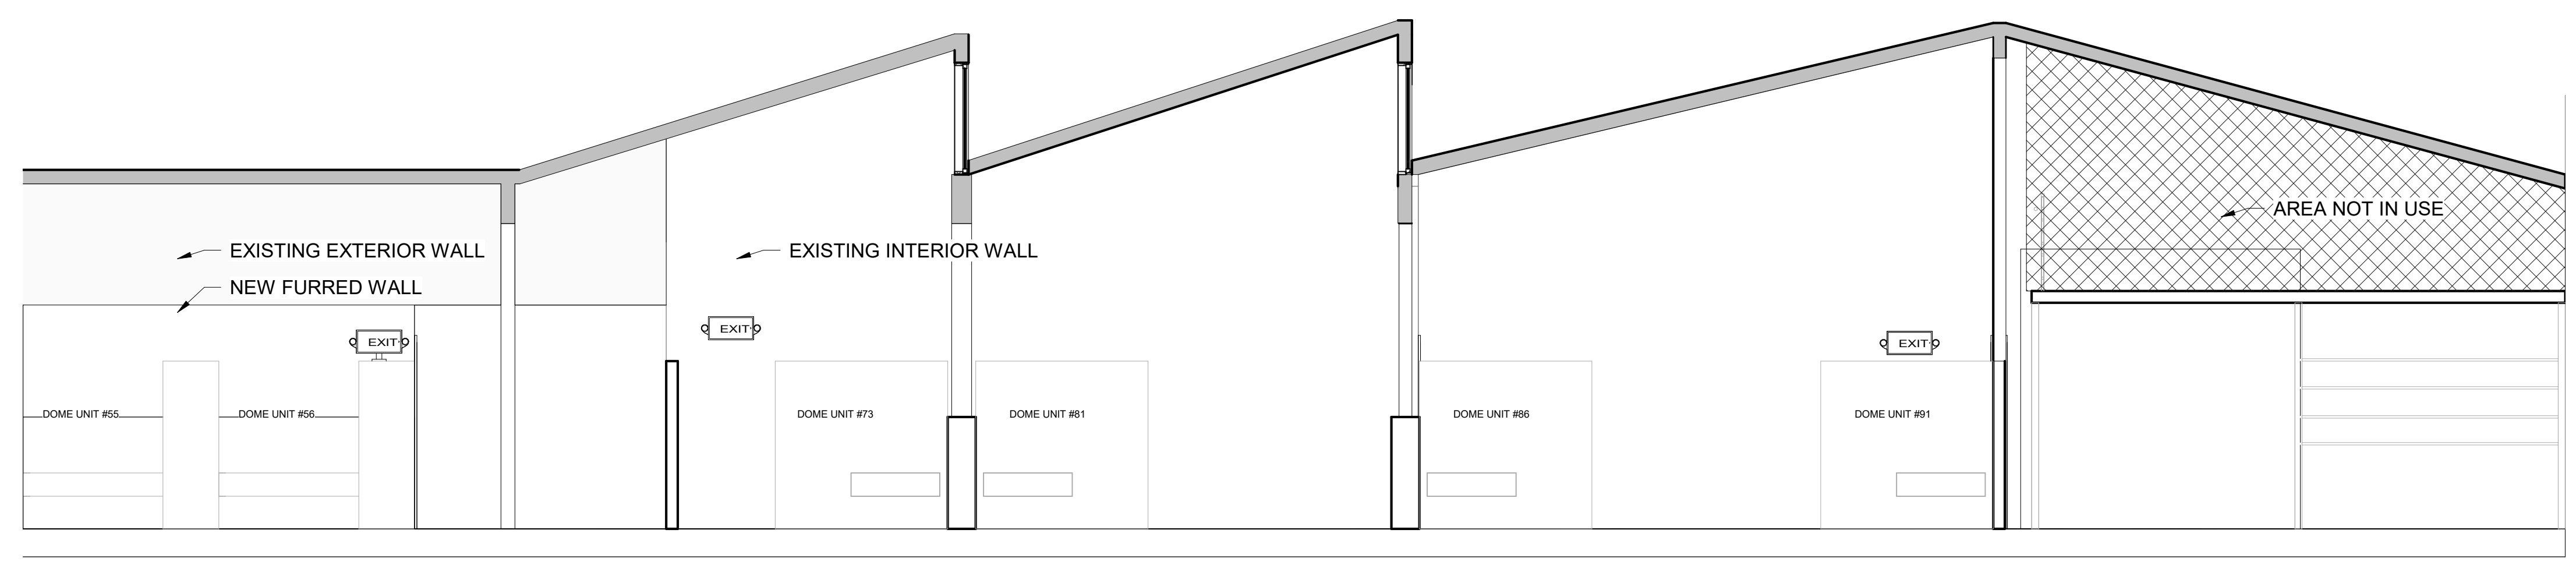 AREA NOT IN USE
EXISTING EXTERIOR WALL
EXISTING INTERIOR WALL
NEW FURRED WALL
EXIT
EXIT
EXIT
DOME UNIT #55
DOME UNIT #56
DOME UNIT #73
DOME UNIT #81
DOME UNIT #86
DOME UNIT #91